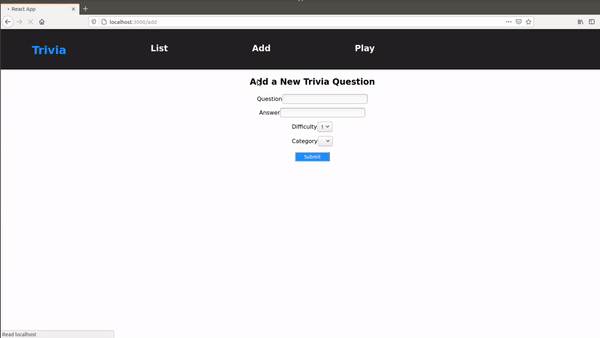 React App
localhost:3000/add
Trivia List Add Play
Add a New Trivia Question
Question
Answer
Difficulty 1
Category
Submit
Read localhost